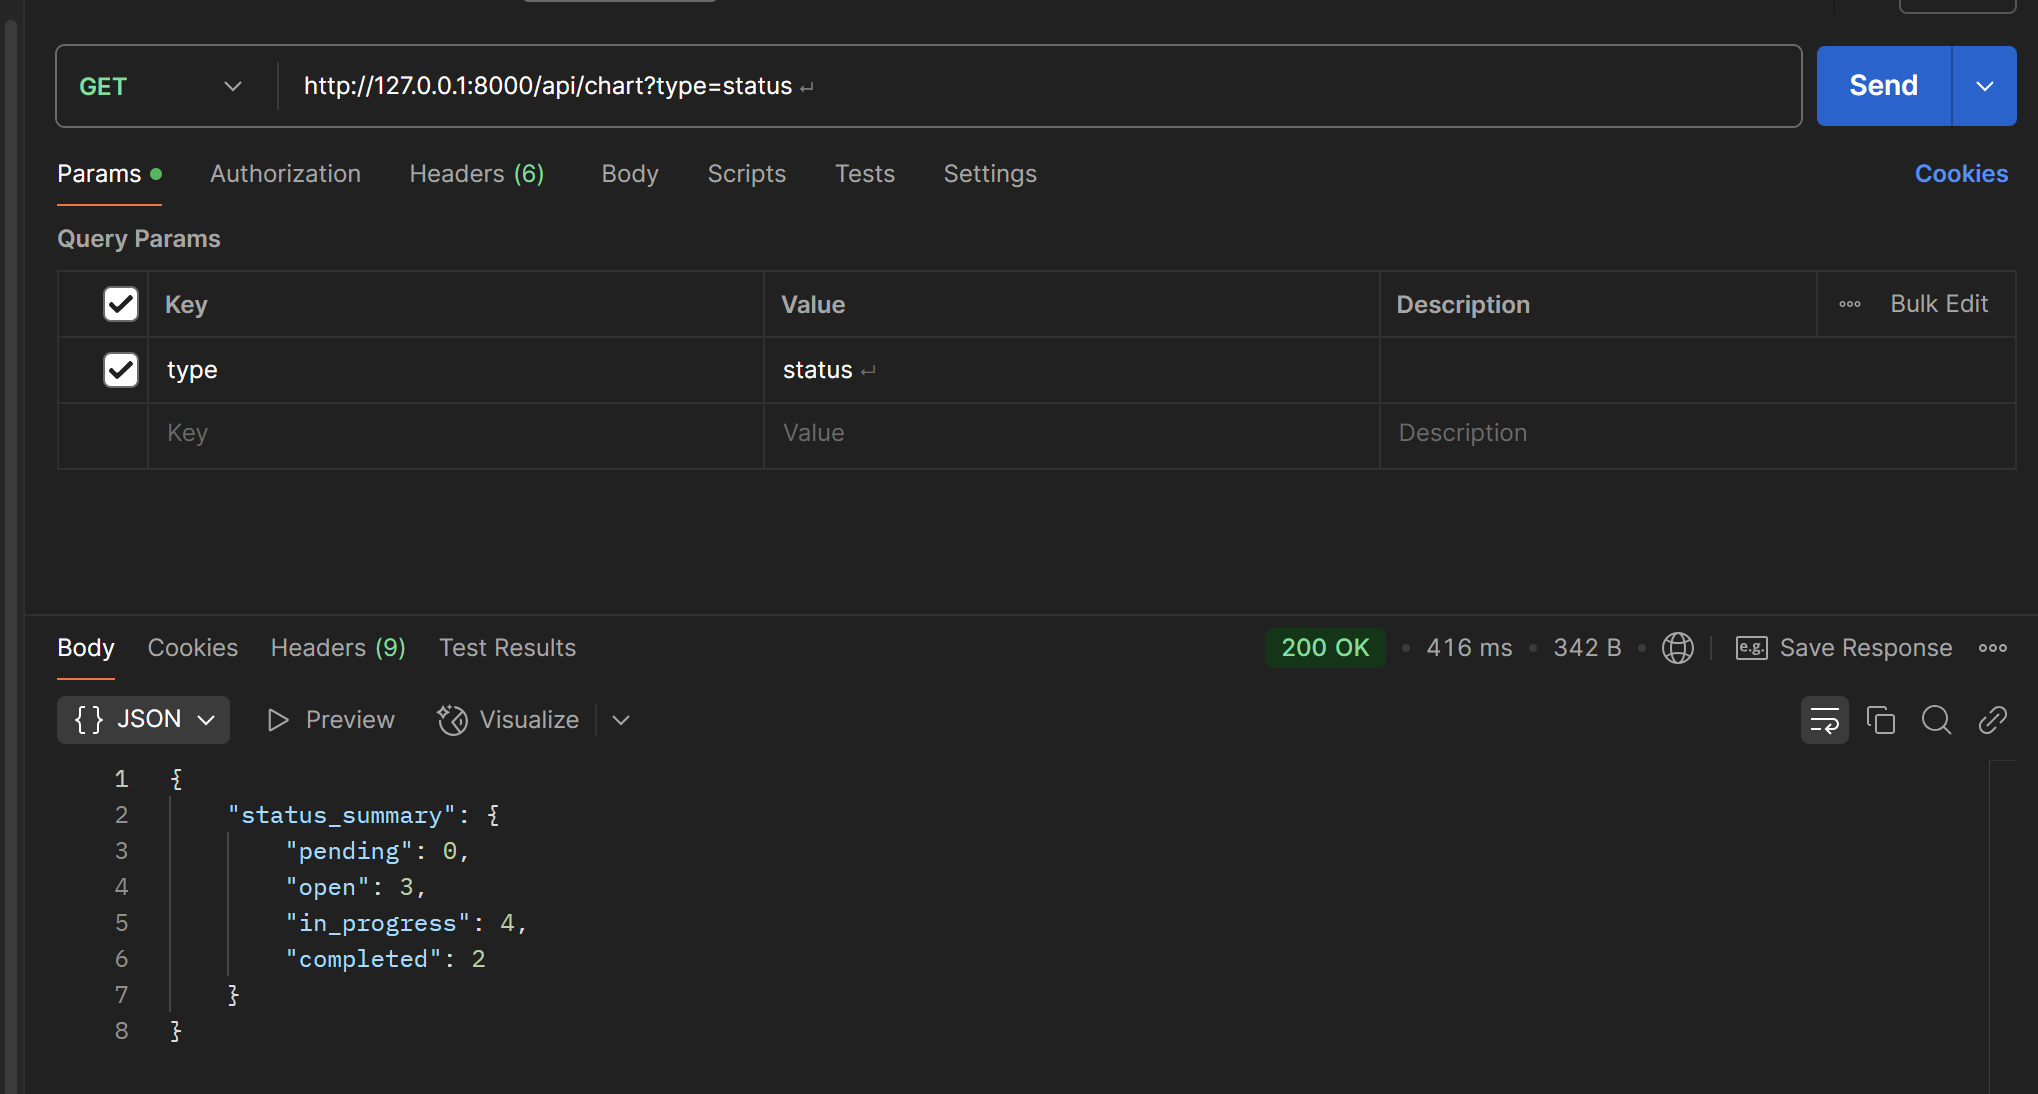 GET http://127.0.0.1:8000/api/chart?type=status ↵ Send
Params Authorization Headers (6) Body Scripts Tests Settings Cookies
Query Params
Key Value Description Bulk Edit
type status ↵
Key Value Description
Body Cookies Headers (9) Test Results 200 OK • 416 ms • 342 B • e.g. Save Response
{} JSON Preview Visualize
1 {
2 "status_summary": {
3 "pending": 0,
4 "open": 3,
5 "in_progress": 4,
6 "completed": 2
7 }
8 }